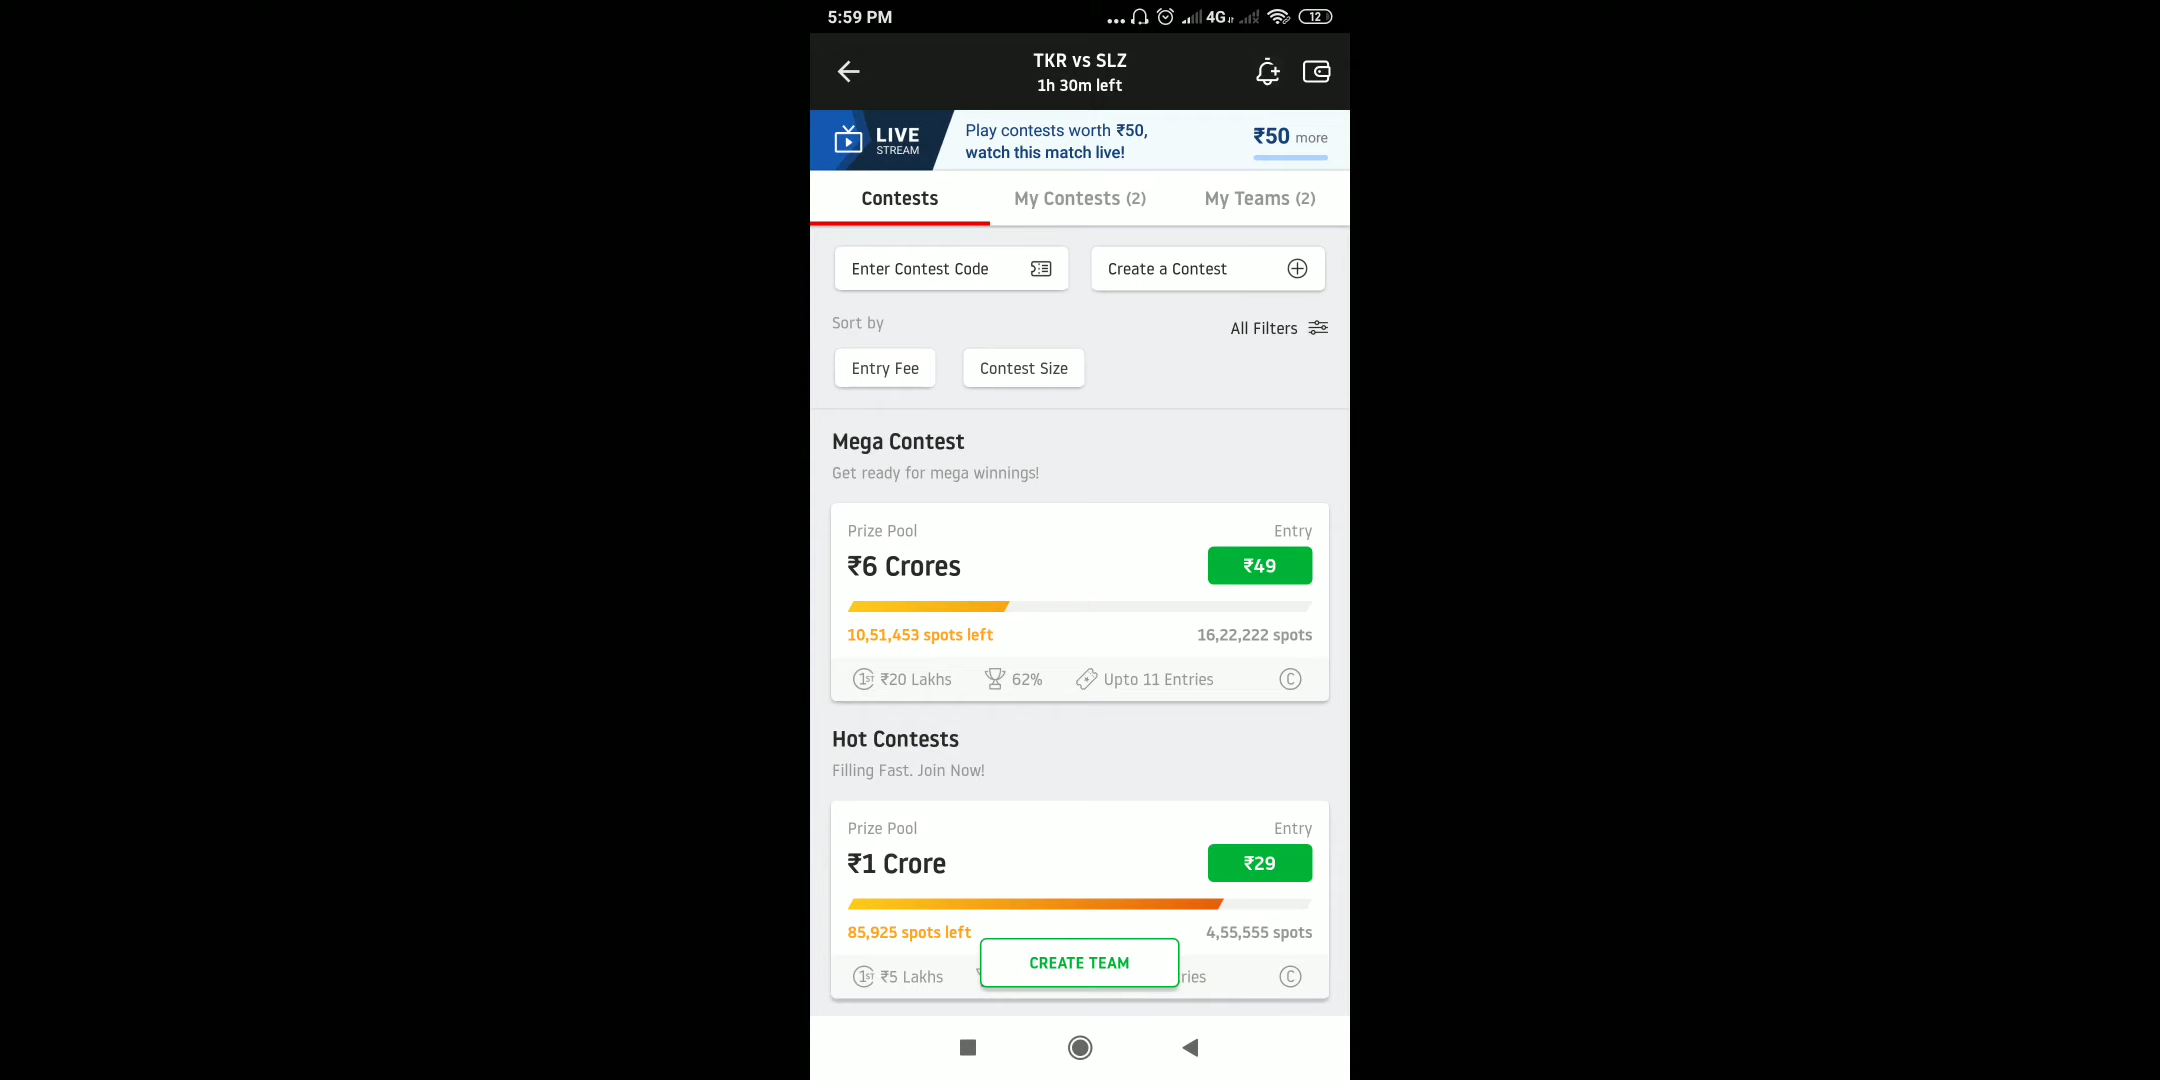 5:59 PM
4G
12
TKR vs SLZ
1h 30m left
LIVE
STREAM
Play contests worth ₹50,
watch this match live!
₹50 more
Contests
My Contests (2)
My Teams (2)
Enter Contest Code
Create a Contest
Sort by
All Filters
Entry Fee
Contest Size
Mega Contest
Get ready for mega winnings!
Prize Pool
Entry
₹6 Crores
₹49
10,51,453 spots left
16,22,222 spots
1ST ₹20 Lakhs
62%
Upto 11 Entries
C
Hot Contests
Filling Fast. Join Now!
Prize Pool
Entry
₹1 Crore
₹29
85,925 spots left
4,55,555 spots
1ST ₹5 Lakhs
CREATE TEAM
ries
C